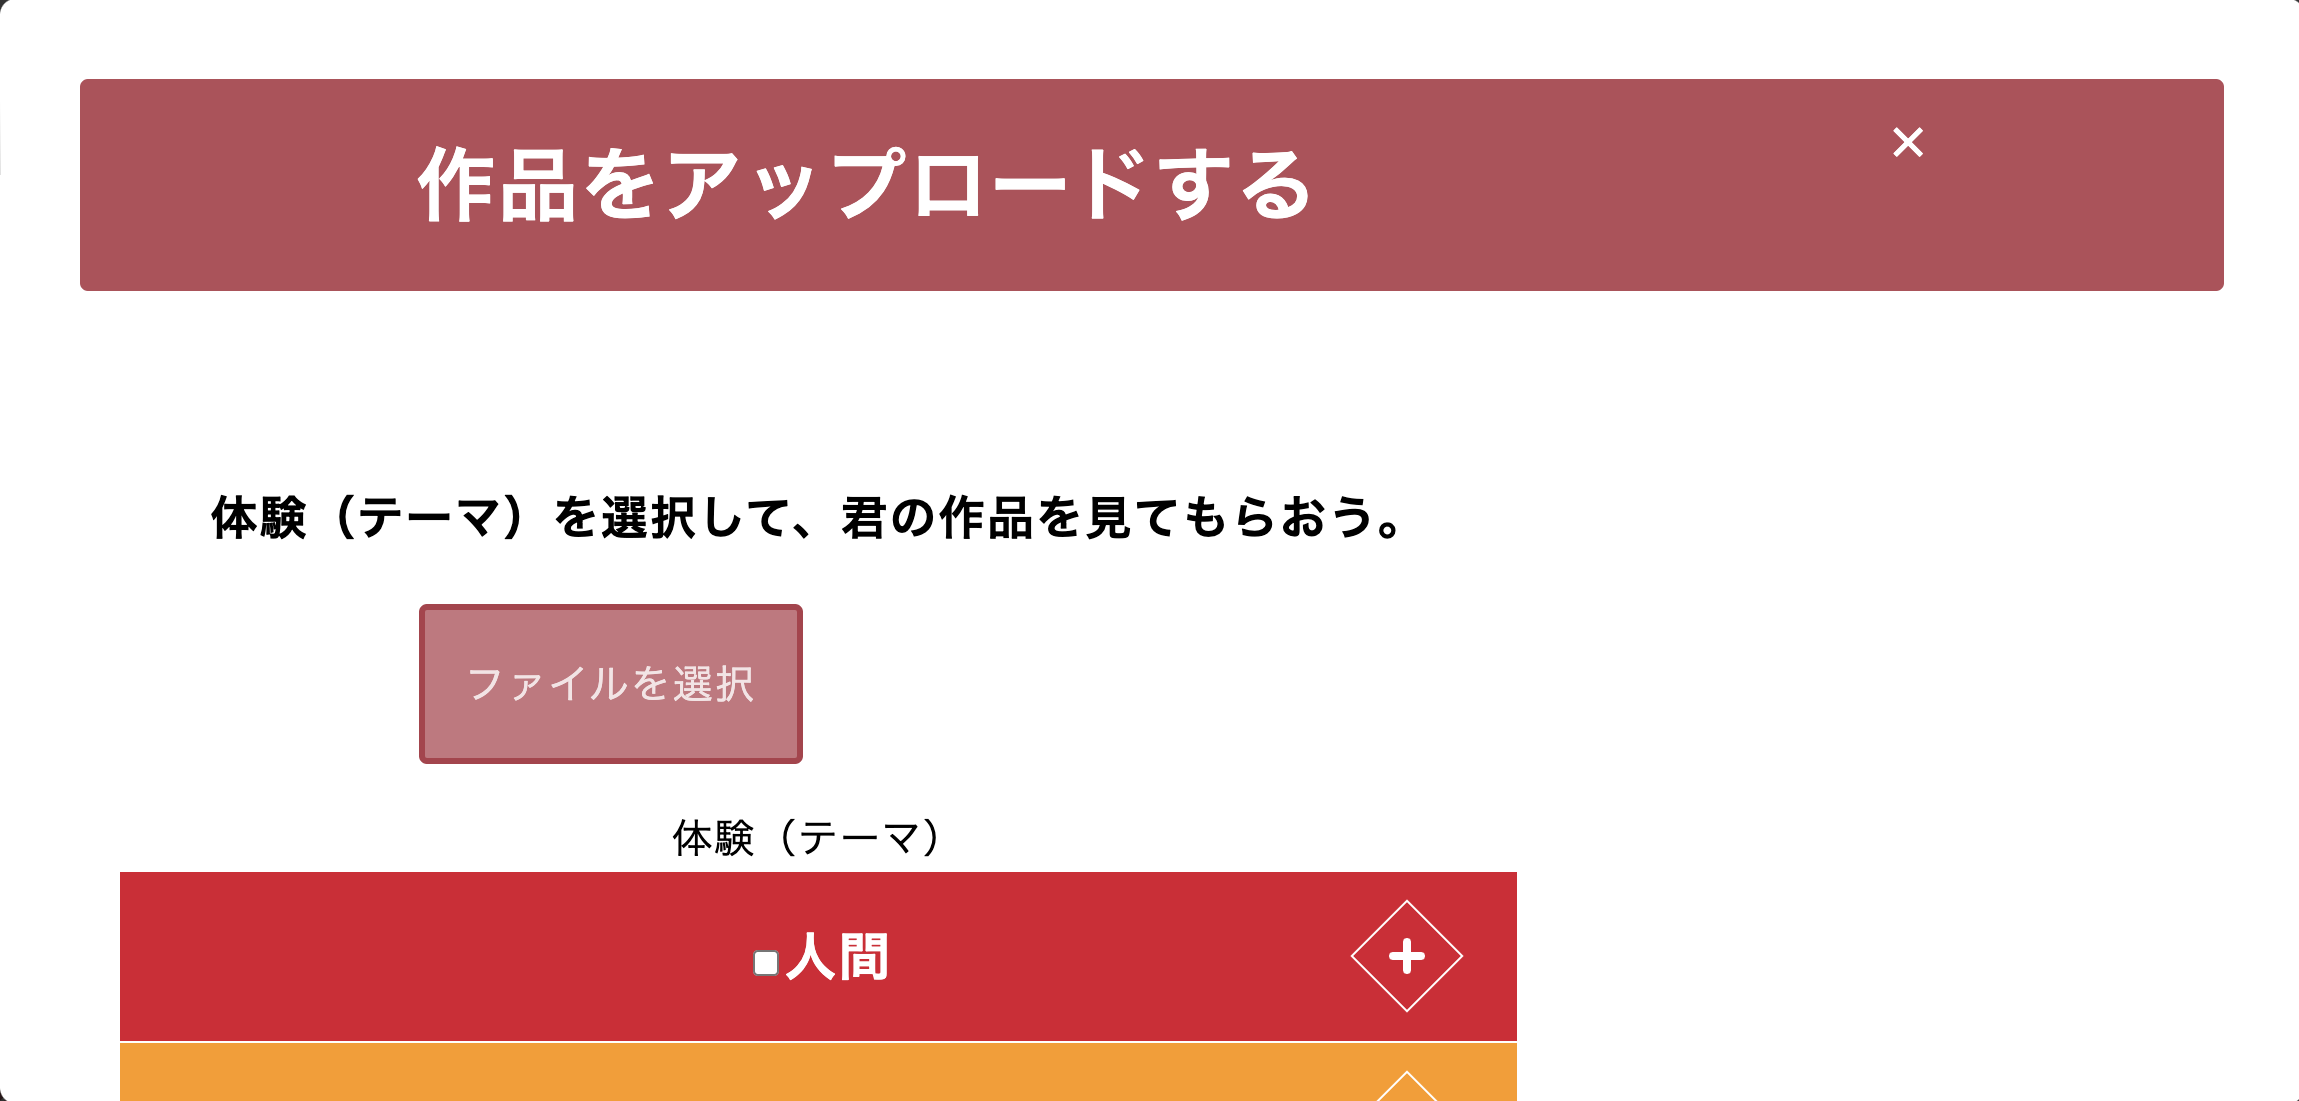 作品をアップロードする
×
体験（テーマ）を選択して、君の作品を見てもらおう。
ファイルを選択
体験（テーマ）
人間